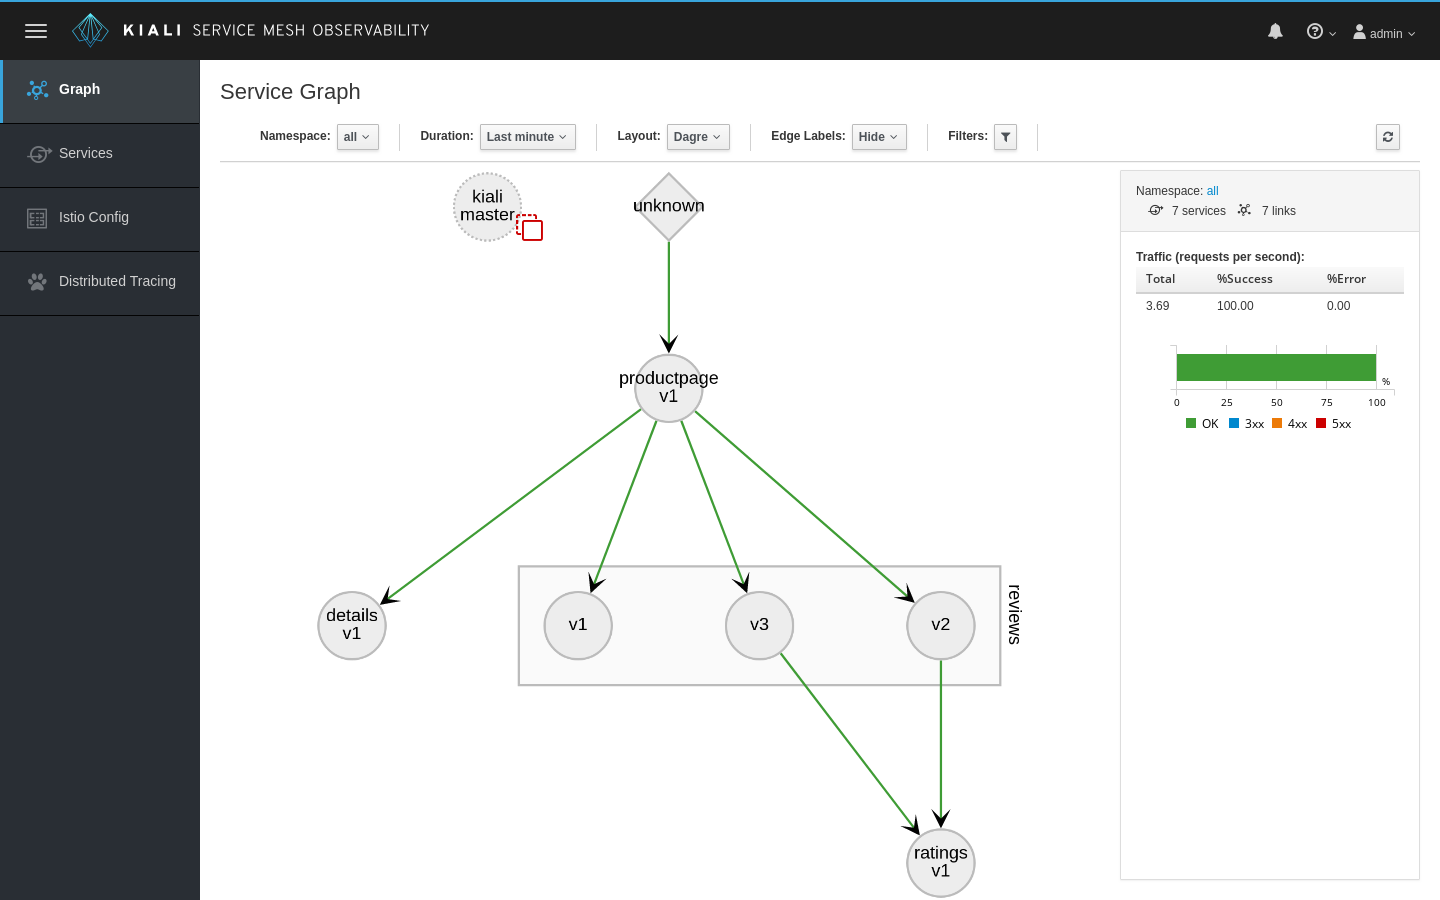 KIALI SERVICE MESH OBSERVABILITY
admin
Graph
Services
Istio Config
Distributed Tracing
Service Graph
Namespace: all Duration: Last minute Layout: Dagre Edge Labels: Hide Filters:
kiali
master
unknown
productpage
v1
details
v1
v1
v3
v2
reviews
ratings
v1
Namespace: all
7 services 7 links
Traffic (requests per second):
Total %Success %Error
3.69 100.00 0.00
%
0 25 50 75 100
OK 3xx 4xx 5xx